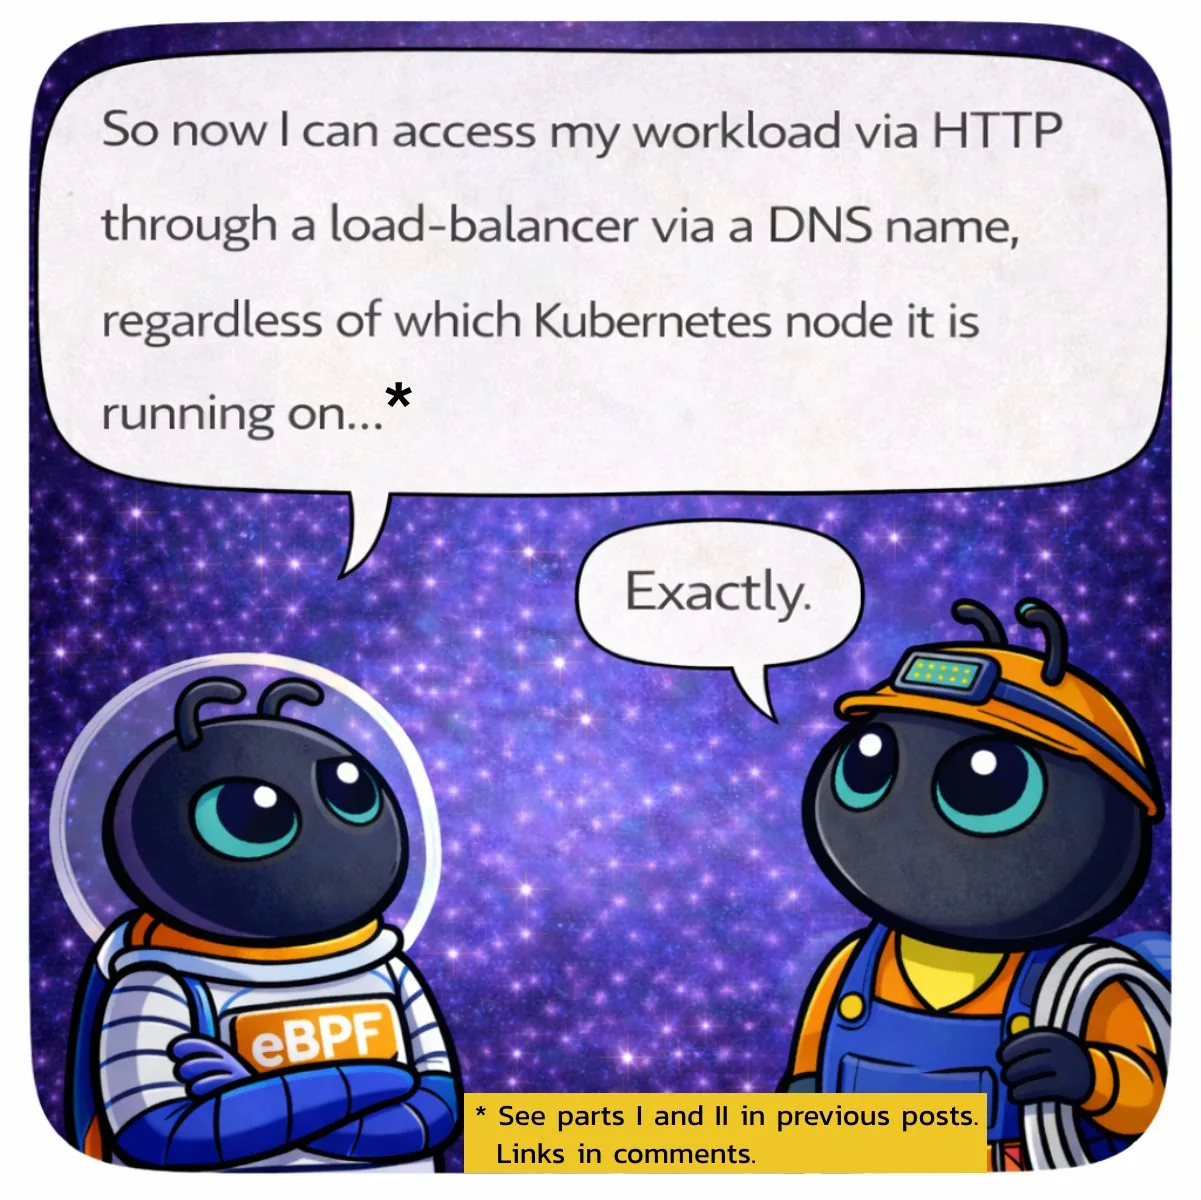 So now I can access my workload via HTTP
through a load-balancer via a DNS name,
regardless of which Kubernetes node it is
running on...*
Exactly.
eBPF
* See parts I and II in previous posts.
Links in comments.